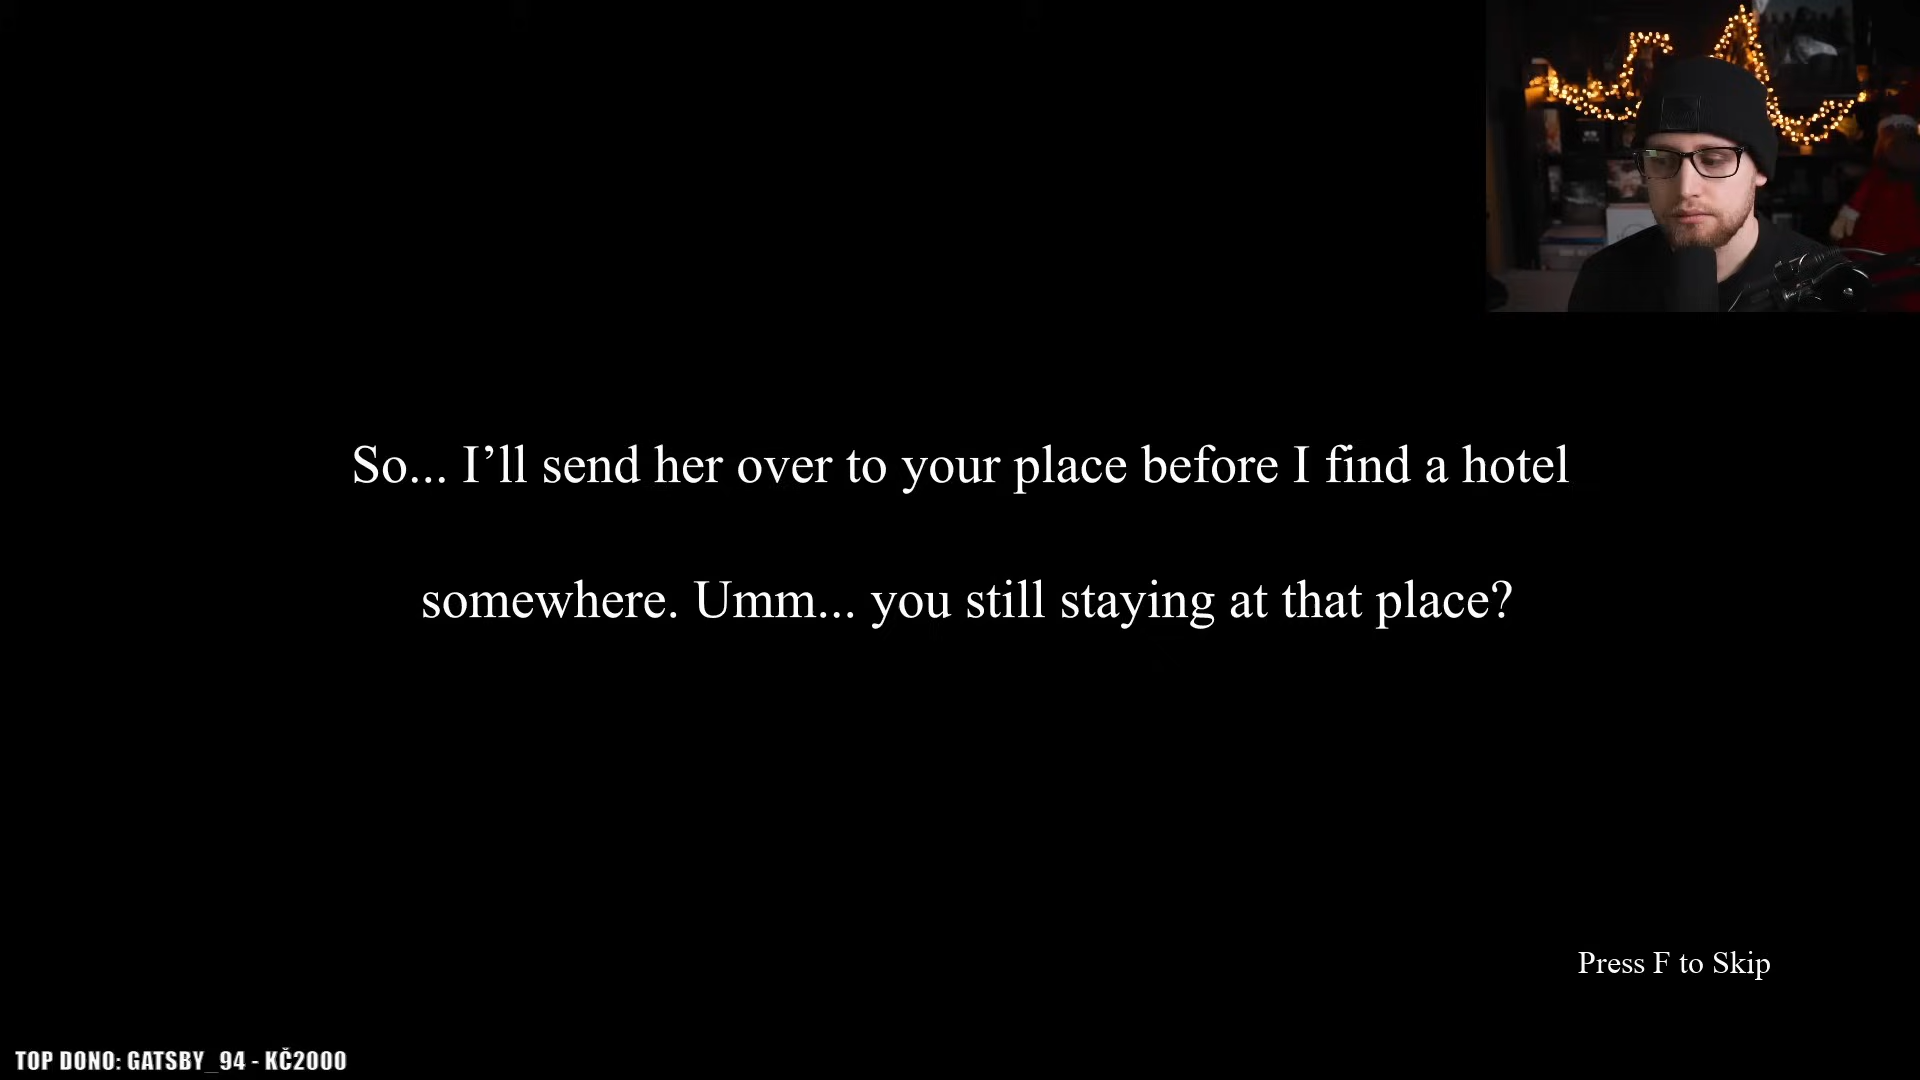 So... I’ll send her over to your place before I find a hotel
somewhere. Umm... you still staying at that place?
Press F to Skip
TOP DONO: GATSBY_94 - KČ2000